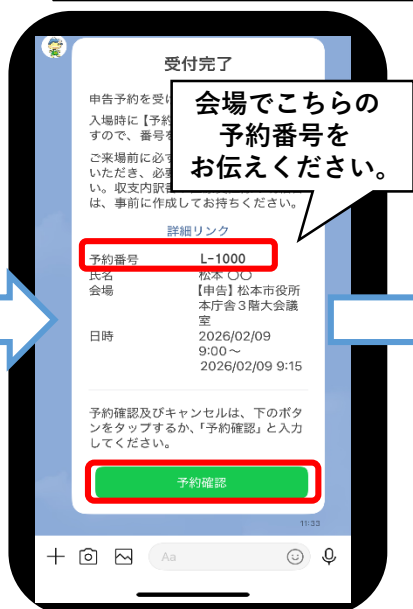 受付完了
申告予約を受け
入場時に【予約
すので、番号を
ご来場前に必ず
いただき、必要
い。収支内訳書
は、事前に作成してお持ちください。
会場でこちらの
予約番号を
お伝えください。
詳細リンク
予約番号 L-1000
氏名 松本 〇〇
会場 【申告】松本市役所
本庁舎3階大会議
室
日時 2026/02/09
9:00～
2026/02/09 9:15
予約確認及びキャンセルは、下のボタ
ンをタップするか、「予約確認」と入力
してください。
予約確認
11:33
Aa